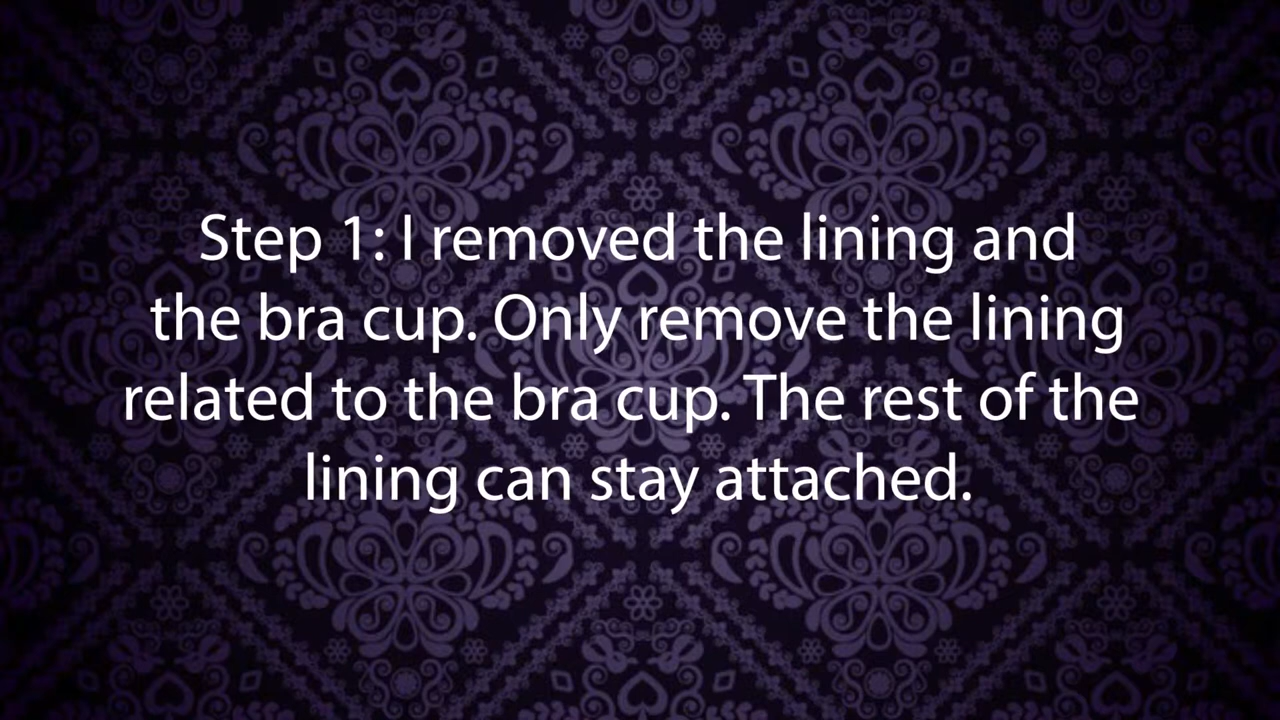 Step 1: I removed the lining and
the bra cup. Only remove the lining
related to the bra cup. The rest of the
lining can stay attached.